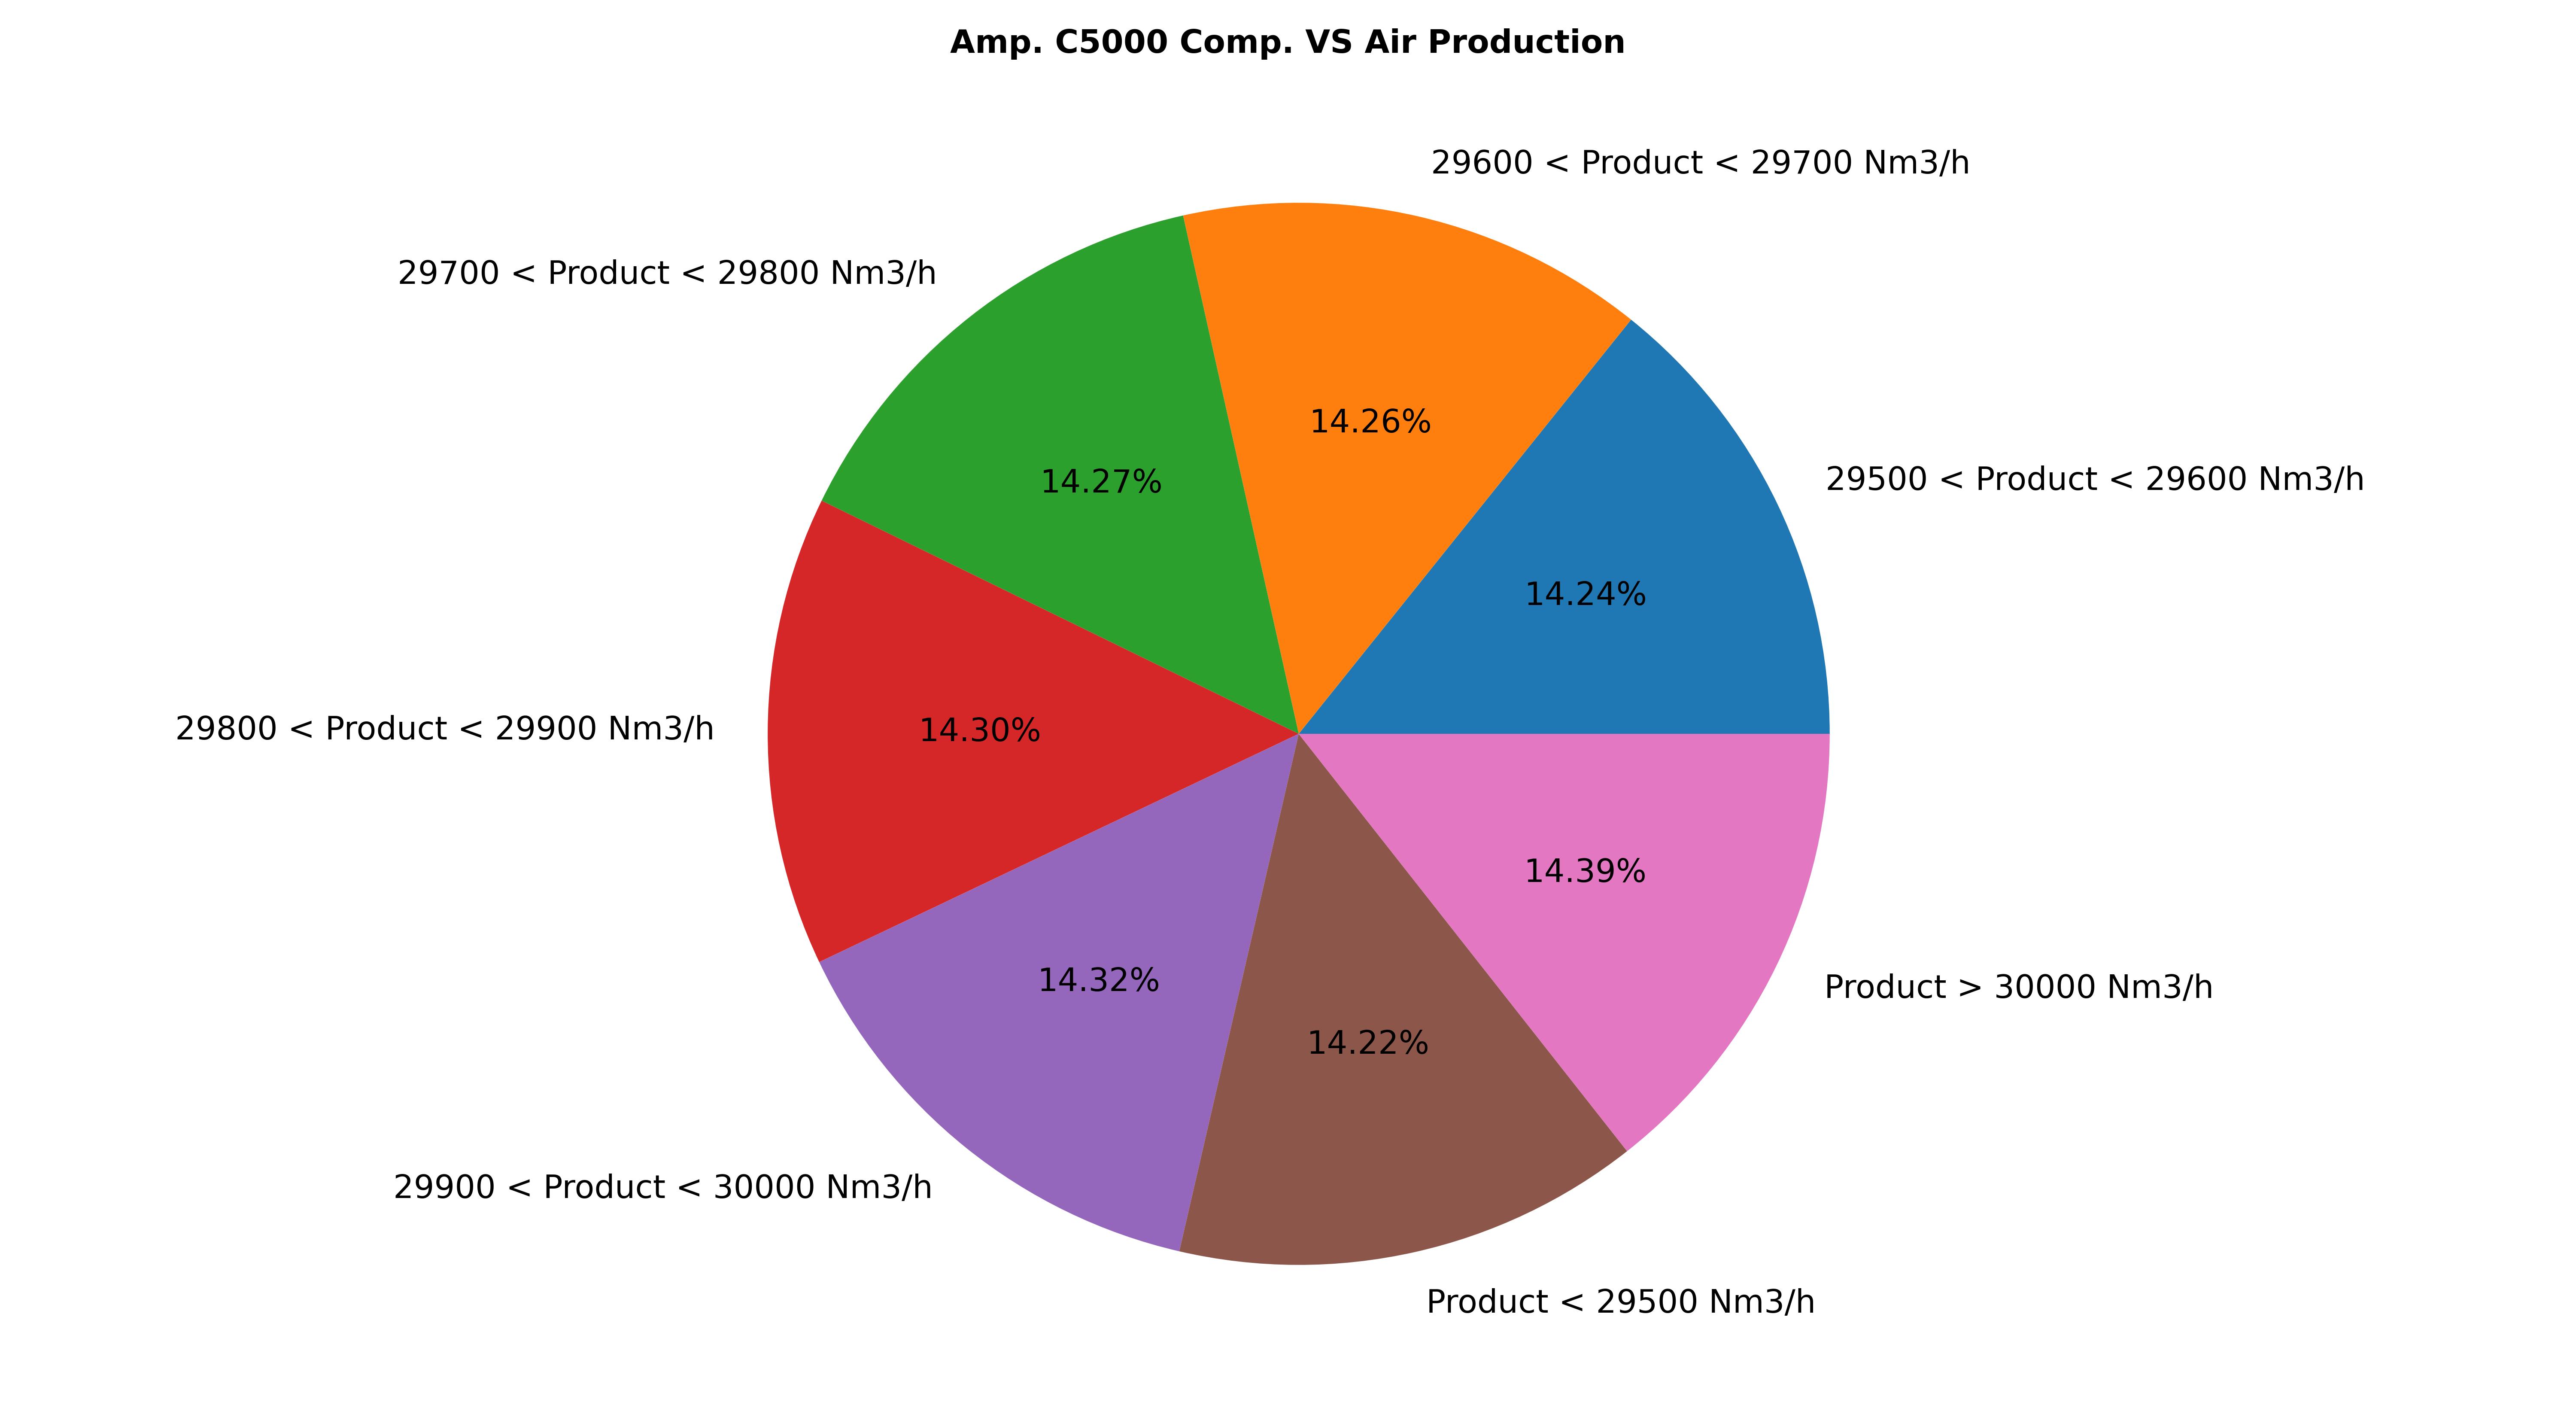 Amp. C5000 Comp. VS Air Production
29600 < Product < 29700 Nm3/h
29700 < Product < 29800 Nm3/h
14.26%
29500 < Product < 29600 Nm3/h
14.27%
14.24%
29800 < Product < 29900 Nm3/h
14.30%
14.39%
14.32%
Product > 30000 Nm3/h
14.22%
29900 < Product < 30000 Nm3/h
Product < 29500 Nm3/h